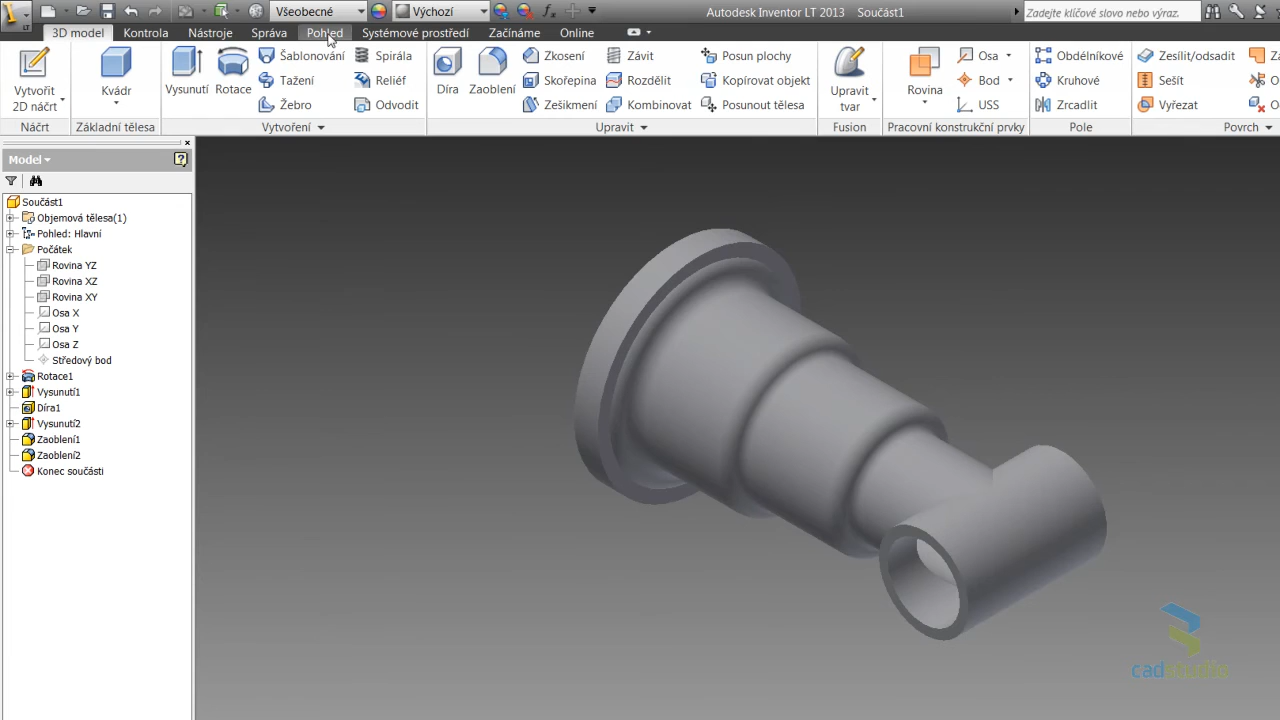 Všeobecné
Výchozí
Autodesk Inventor LT 2013 Součást1
Zadejte klíčové slovo nebo výraz.
LT
3D model Kontrola Nástroje Správa Pohled Systémové prostředí Začínáme Online
Vytvořit
2D náčrt
Náčrt
Kvádr
Základní tělesa
Vysunutí
Rotace
Šablonování
Tažení
Žebro
Spirála
Reliéf
Odvodit
Vytvoření
Díra
Zaoblení
Zkosení
Skořepina
Zešikmení
Závit
Rozdělit
Kombinovat
Posun plochy
Kopírovat objekt
Posunout tělesa
Upravit
Upravit
tvar
Fusion
Rovina
Osa
Bod
USS
Pracovní konstrukční prvky
Obdélníkové
Kruhové
Zrcadlit
Pole
Zesílit/odsadit
Sešít
Vyřezat
Povrch
Model
Součást1
Objemová tělesa(1)
Pohled: Hlavní
Počátek
Rovina YZ
Rovina XZ
Rovina XY
Osa X
Osa Y
Osa Z
Středový bod
Rotace1
Vysunutí1
Díra1
Vysunutí2
Zaoblení1
Zaoblení2
Konec součásti
cadstudio